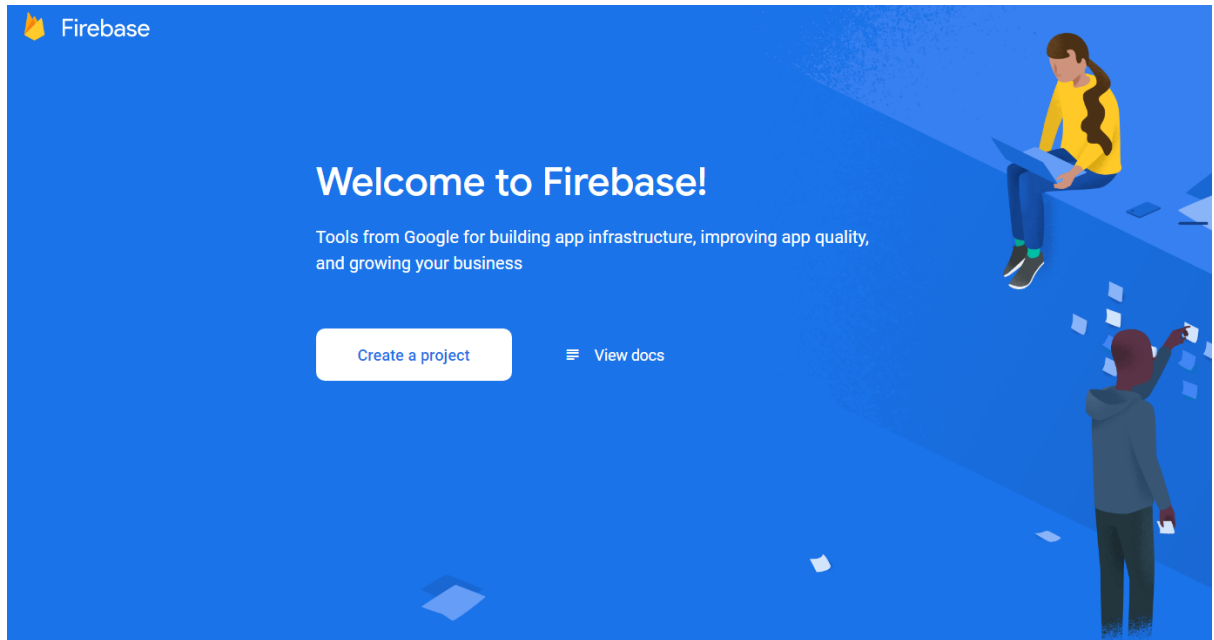 Firebase
Welcome to Firebase!
Tools from Google for building app infrastructure, improving app quality,
and growing your business
Create a project
View docs